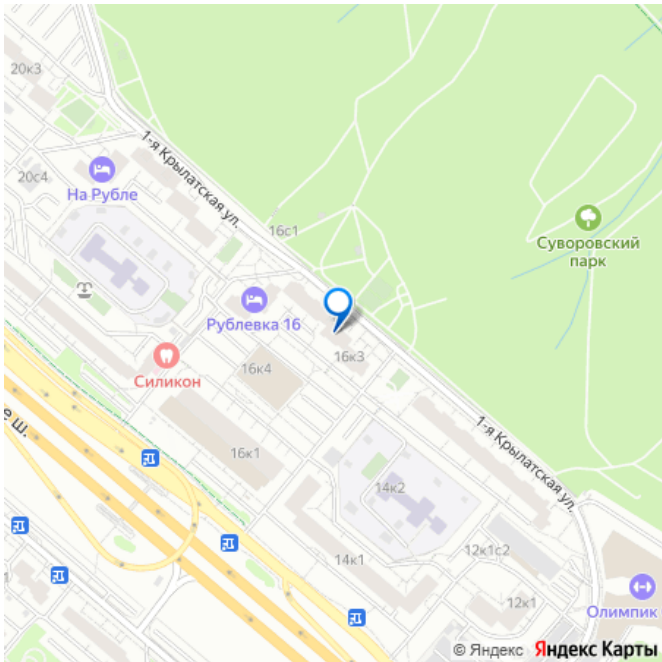 20к3
1-я Крылатская ул.
20с4
На Рубле
16с1
Суворовский
парк
Рублевка 16
16к3
Силикон
16к4
е ш.
1-я Крылатская ул.
16к1
14к2
14к1
12к1с2
12к1
Олимпик
© Яндекс Яндекс Карты